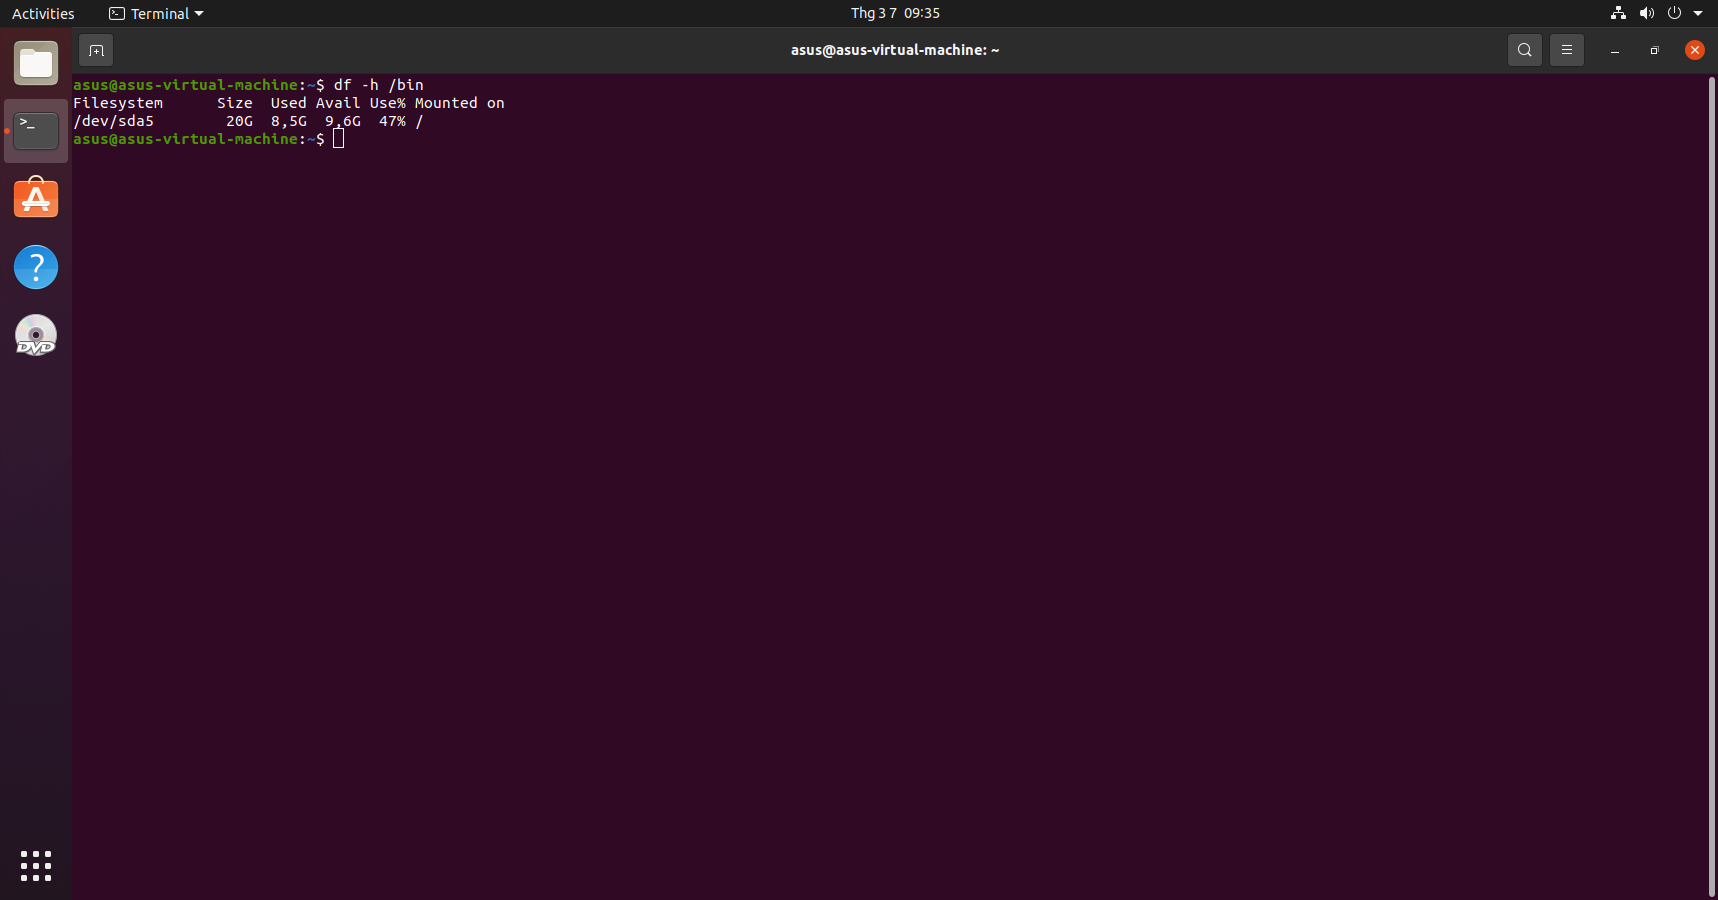 Activities
Terminal
Thg 3 7 09:35
asus@asus-virtual-machine: ~
asus@asus-virtual-machine:~$ df -h /bin
Filesystem      Size  Used Avail Use% Mounted on
/dev/sda5        20G  8,5G  9,6G  47% /
asus@asus-virtual-machine:~$
>_
A
?
DVD